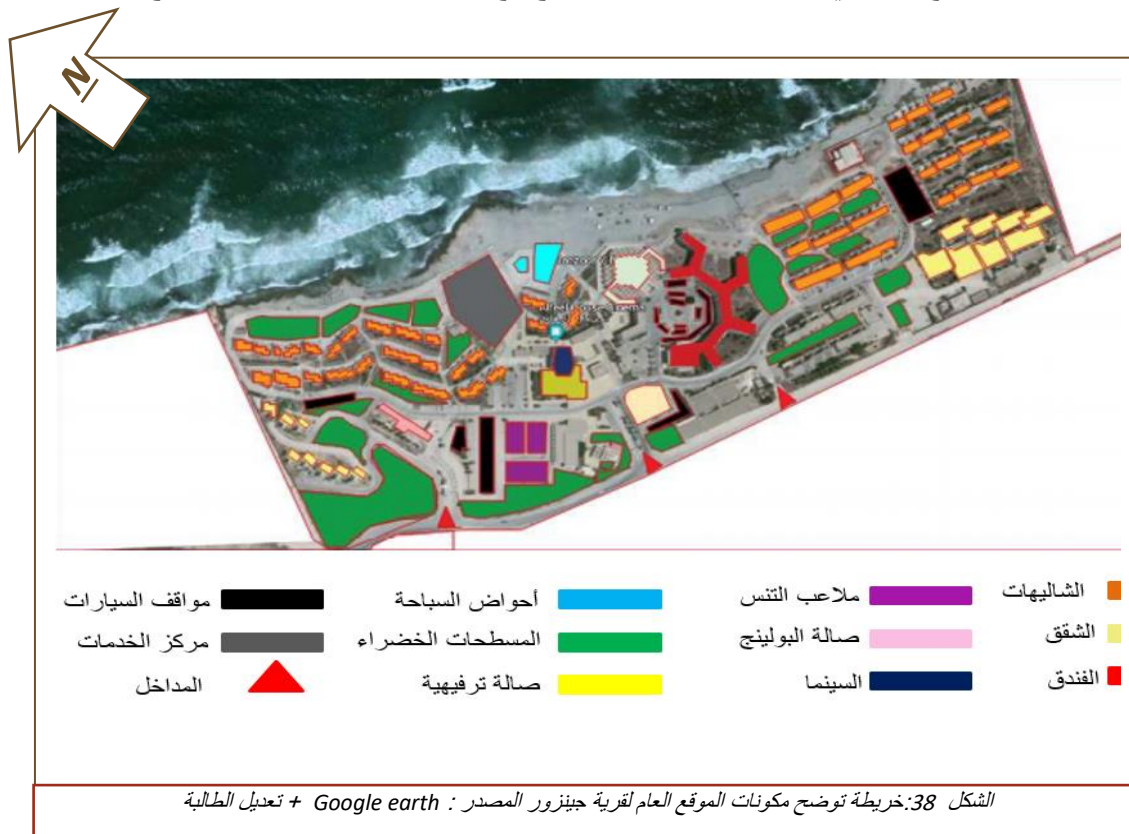 N
الشاليهات
ملاعب التنس
أحواض السباحة
مواقف السيارات
الشقق
صالة البولينج
المسطحات الخضراء
مركز الخدمات
الفندق
السينما
صالة ترفيهية
المداخل
الشكل 38:خريطة توضح مكونات الموقع العام لقرية جينزور المصدر : Google earth + تعديل الطالبة